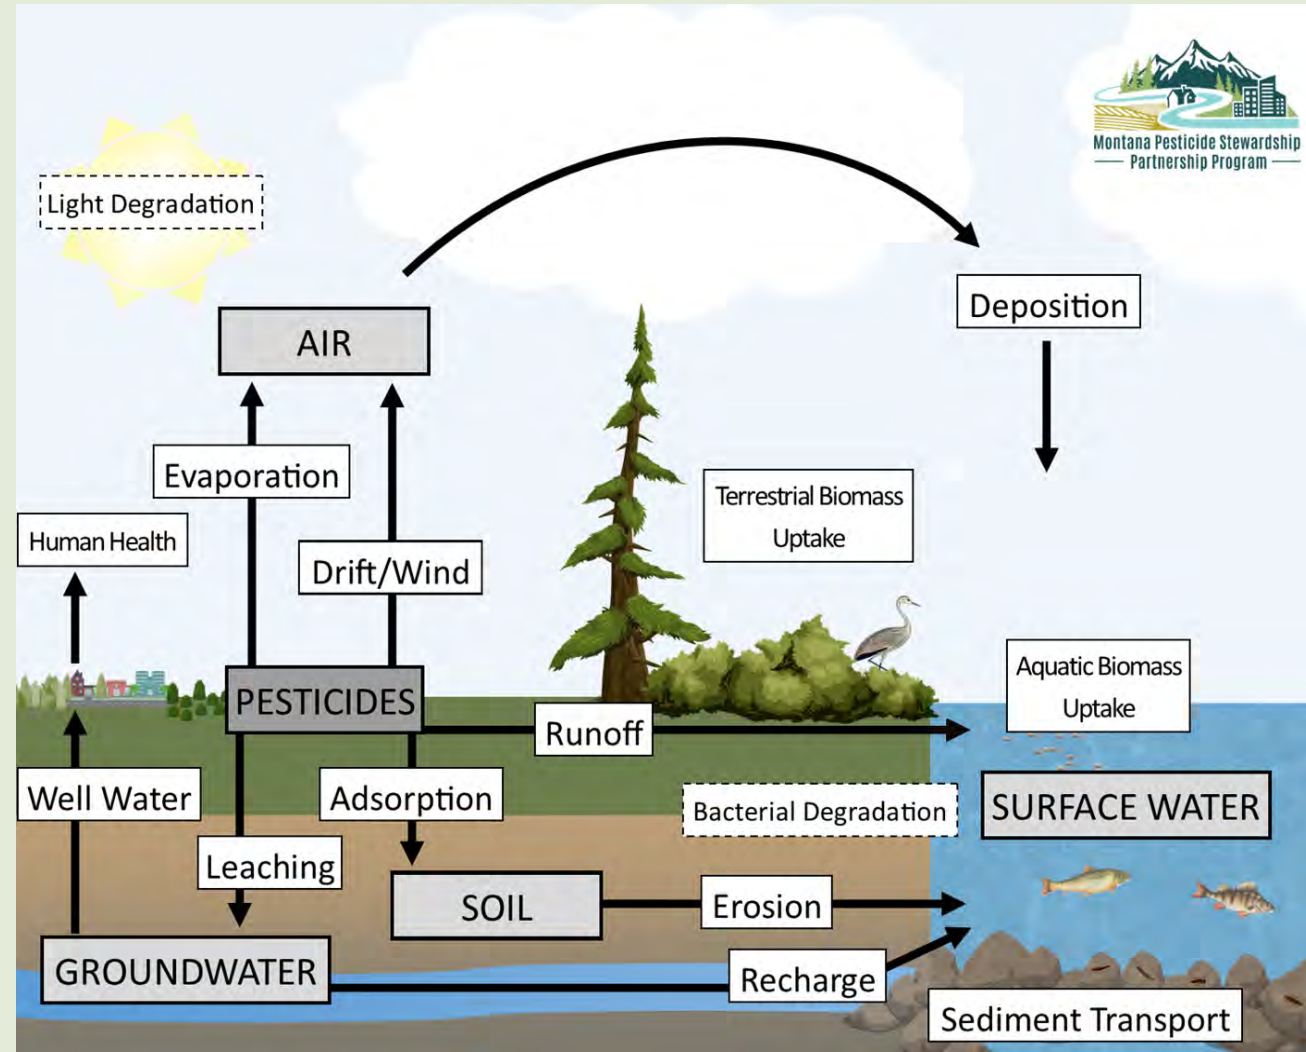 Montana Pesticide Stewardship
Partnership Program
Light Degradation
Deposition
AIR
Evaporation
Terrestrial Biomass
Uptake
Human Health
Drift/Wind
Aquatic Biomass
Uptake
PESTICIDES
Runoff
Well Water
Adsorption
Bacterial Degradation
SURFACE WATER
Leaching
SOIL
Erosion
GROUNDWATER
Recharge
Sediment Transport